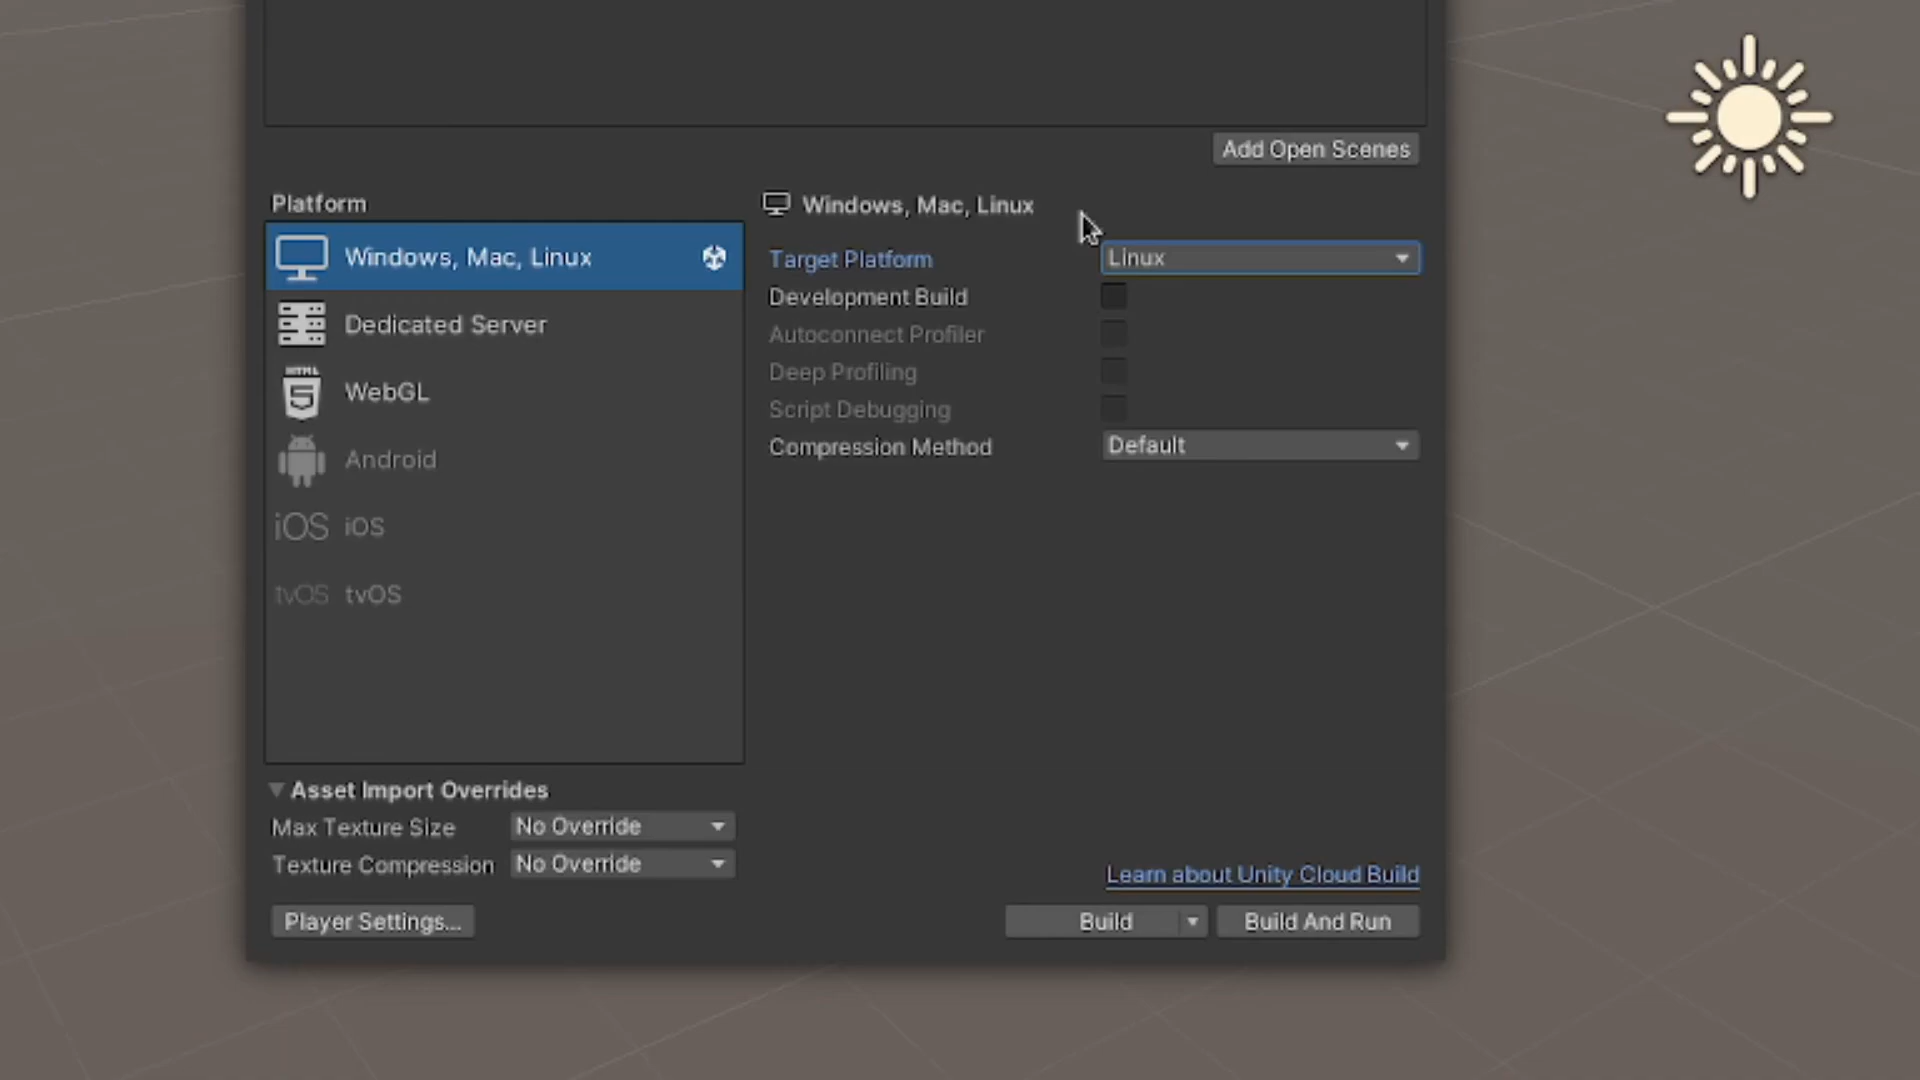 Add Open Scenes
Platform
Windows, Mac, Linux
Dedicated Server
HTML
5
WebGL
Android
iOS iOS
tvOS tvOS
Windows, Mac, Linux
Target Platform Linux
Development Build
Autoconnect Profiler
Deep Profiling
Script Debugging
Compression Method Default
Asset Import Overrides
Max Texture Size No Override
Texture Compression No Override
Learn about Unity Cloud Build
Player Settings... Build Build And Run